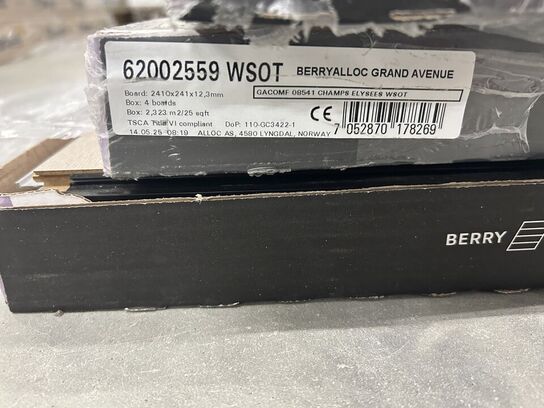 62002559 WSOT BERRYALLOC GRAND AVENUE
Board: 2410x241x12,3mm
GACOMF 08541 CHAMPS ELYSEES WSOT
Box: 4 boards
Box: 2,323 m2/25 sqft
TSCA Title VI compliant DoP: 110-GC3422-1
CE
14.05.25 08:19 ALLOC AS, 4580 LYNGDAL, NORWAY
7 052870 178269
BERRY